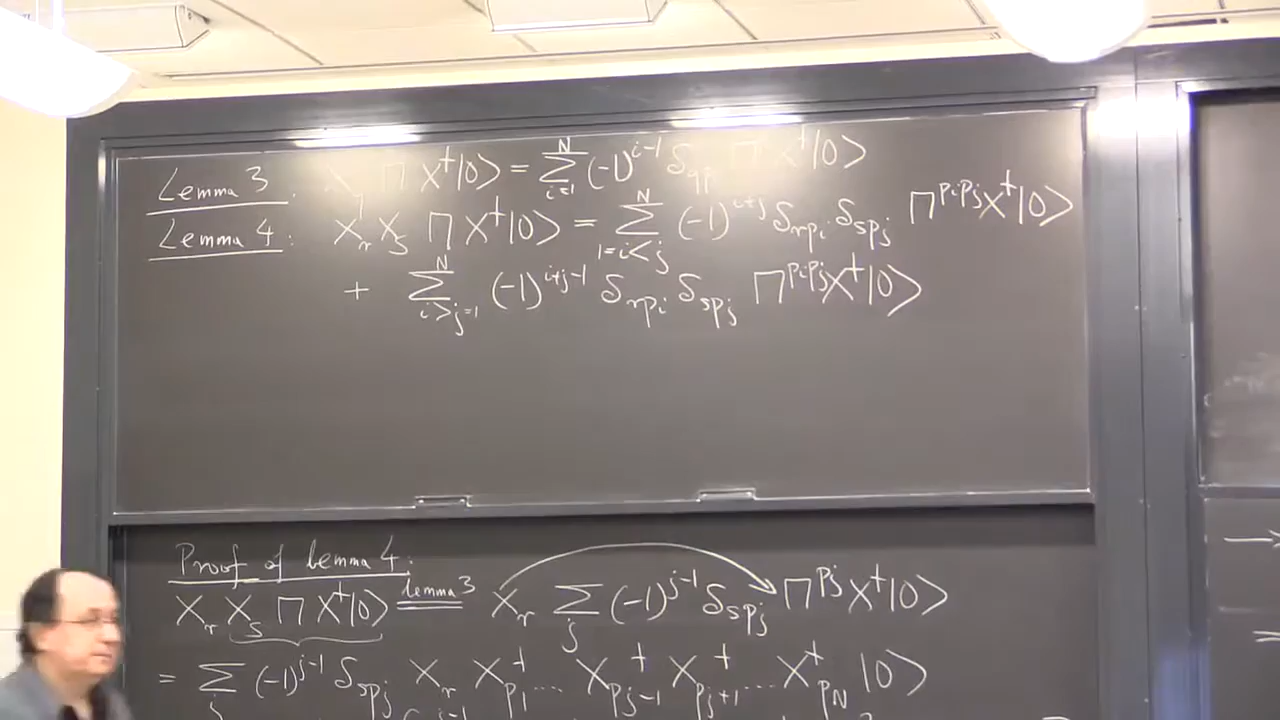 Lemma 3: X_q Π X†|0⟩ = Σ_{i=1}^{N} (-1)^{i-1} δ_{qp_i} Π X†|0⟩
Lemma 4: X_r X_s Π X†|0⟩ = Σ_{1=i<j}^{N} (-1)^{i+j} δ_{rp_i} δ_{sp_j} Π^{p_i p_j} X†|0⟩
+ Σ_{i>j=1}^{N} (-1)^{i+j-1} δ_{rp_i} δ_{sp_j} Π^{p_i p_j} X†|0⟩
Proof of Lemma 4:
X_r X_s Π X†|0⟩ = lemma 3 X_r Σ_j (-1)^{j-1} δ_{sp_j} Π^{p_j} X†|0⟩
= Σ_j (-1)^{j-1} δ_{sp_j} X_r X†_{p_1} ... X†_{p_{j-1}} X†_{p_{j+1}} ... X†_{p_N} |0⟩